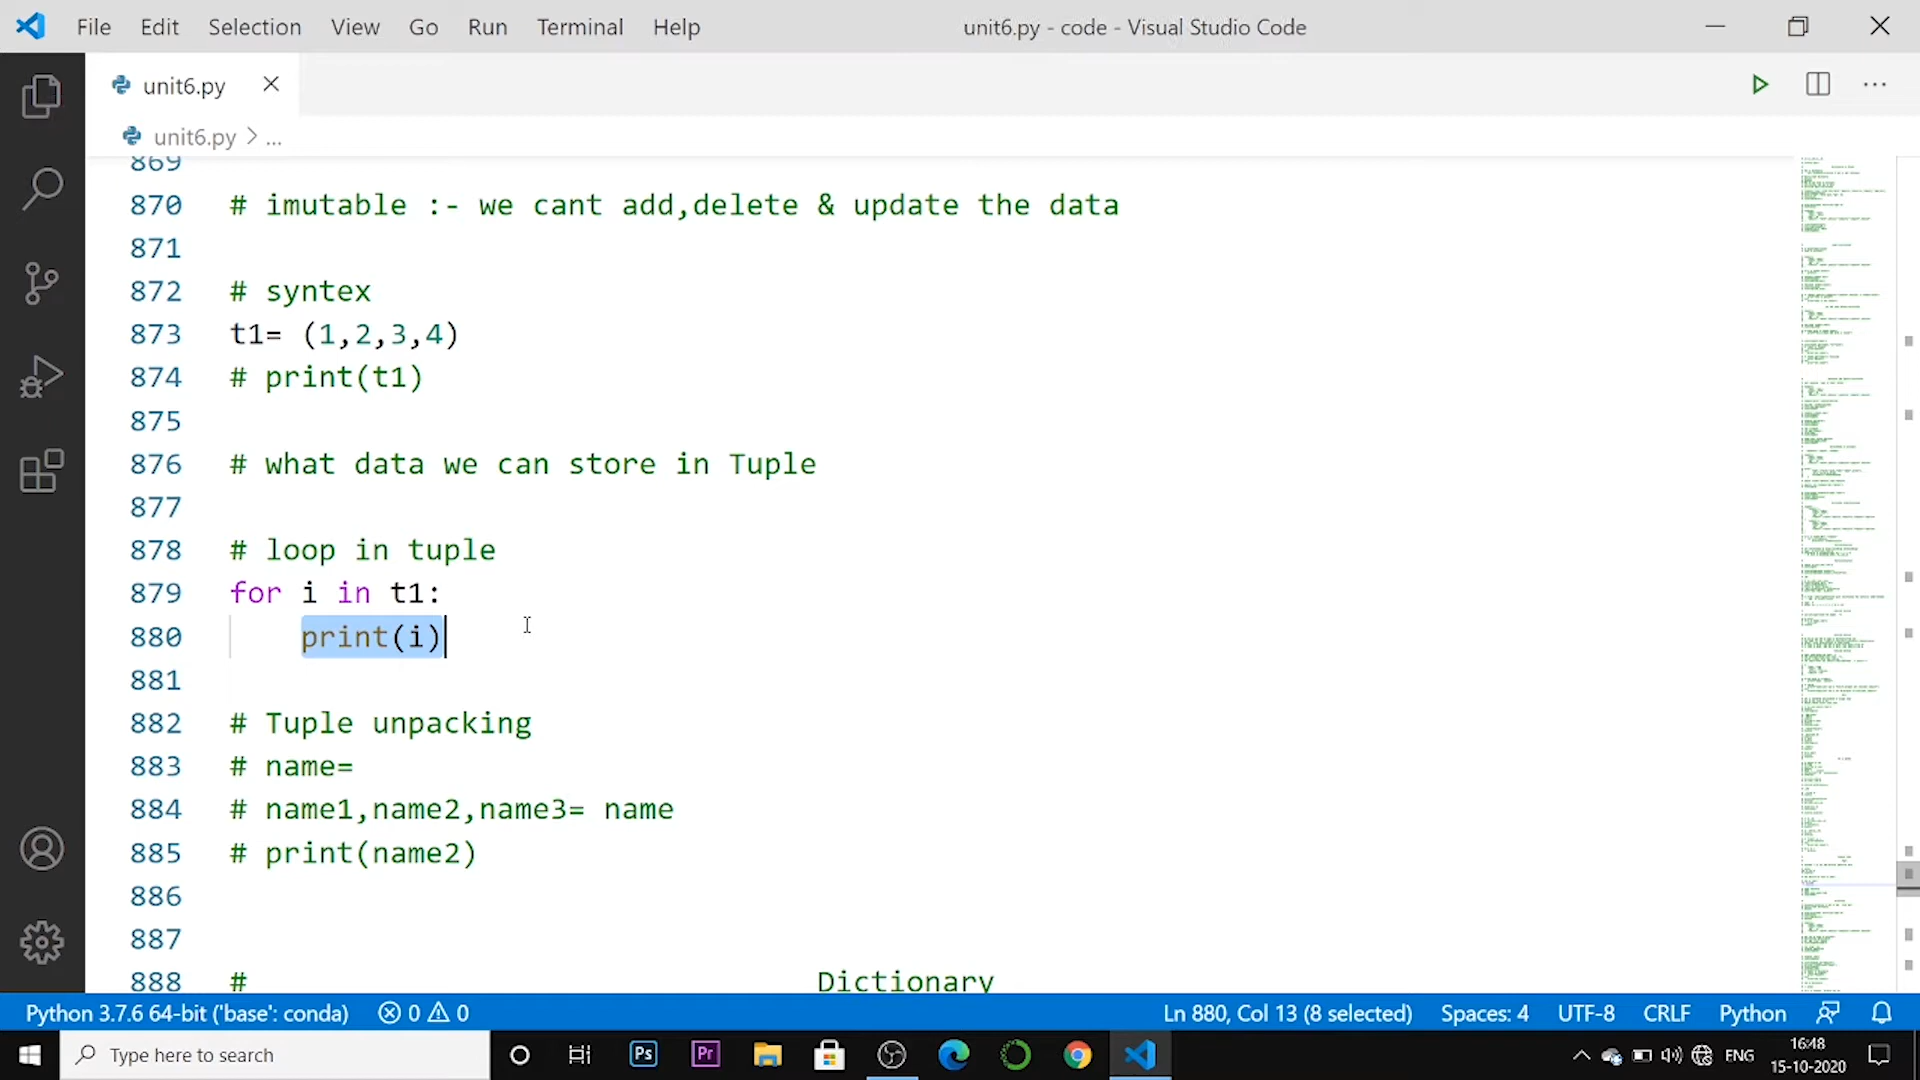 File Edit Selection View Go Run Terminal Help unit6.py - code - Visual Studio Code
unit6.py
unit6.py > ...
869
870 # imutable :- we cant add,delete & update the data
871
872 # syntex
873 t1= (1,2,3,4)
874 # print(t1)
875
876 # what data we can store in Tuple
877
878 # loop in tuple
879 for i in t1:
880 print(i)
881
882 # Tuple unpacking
883 # name=
884 # name1,name2,name3= name
885 # print(name2)
886
887
888 # Dictionary
Python 3.7.6 64-bit ('base': conda) 0 0 Ln 880, Col 13 (8 selected) Spaces: 4 UTF-8 CRLF Python
Type here to search Ps Pr ENG 16:48
15-10-2020